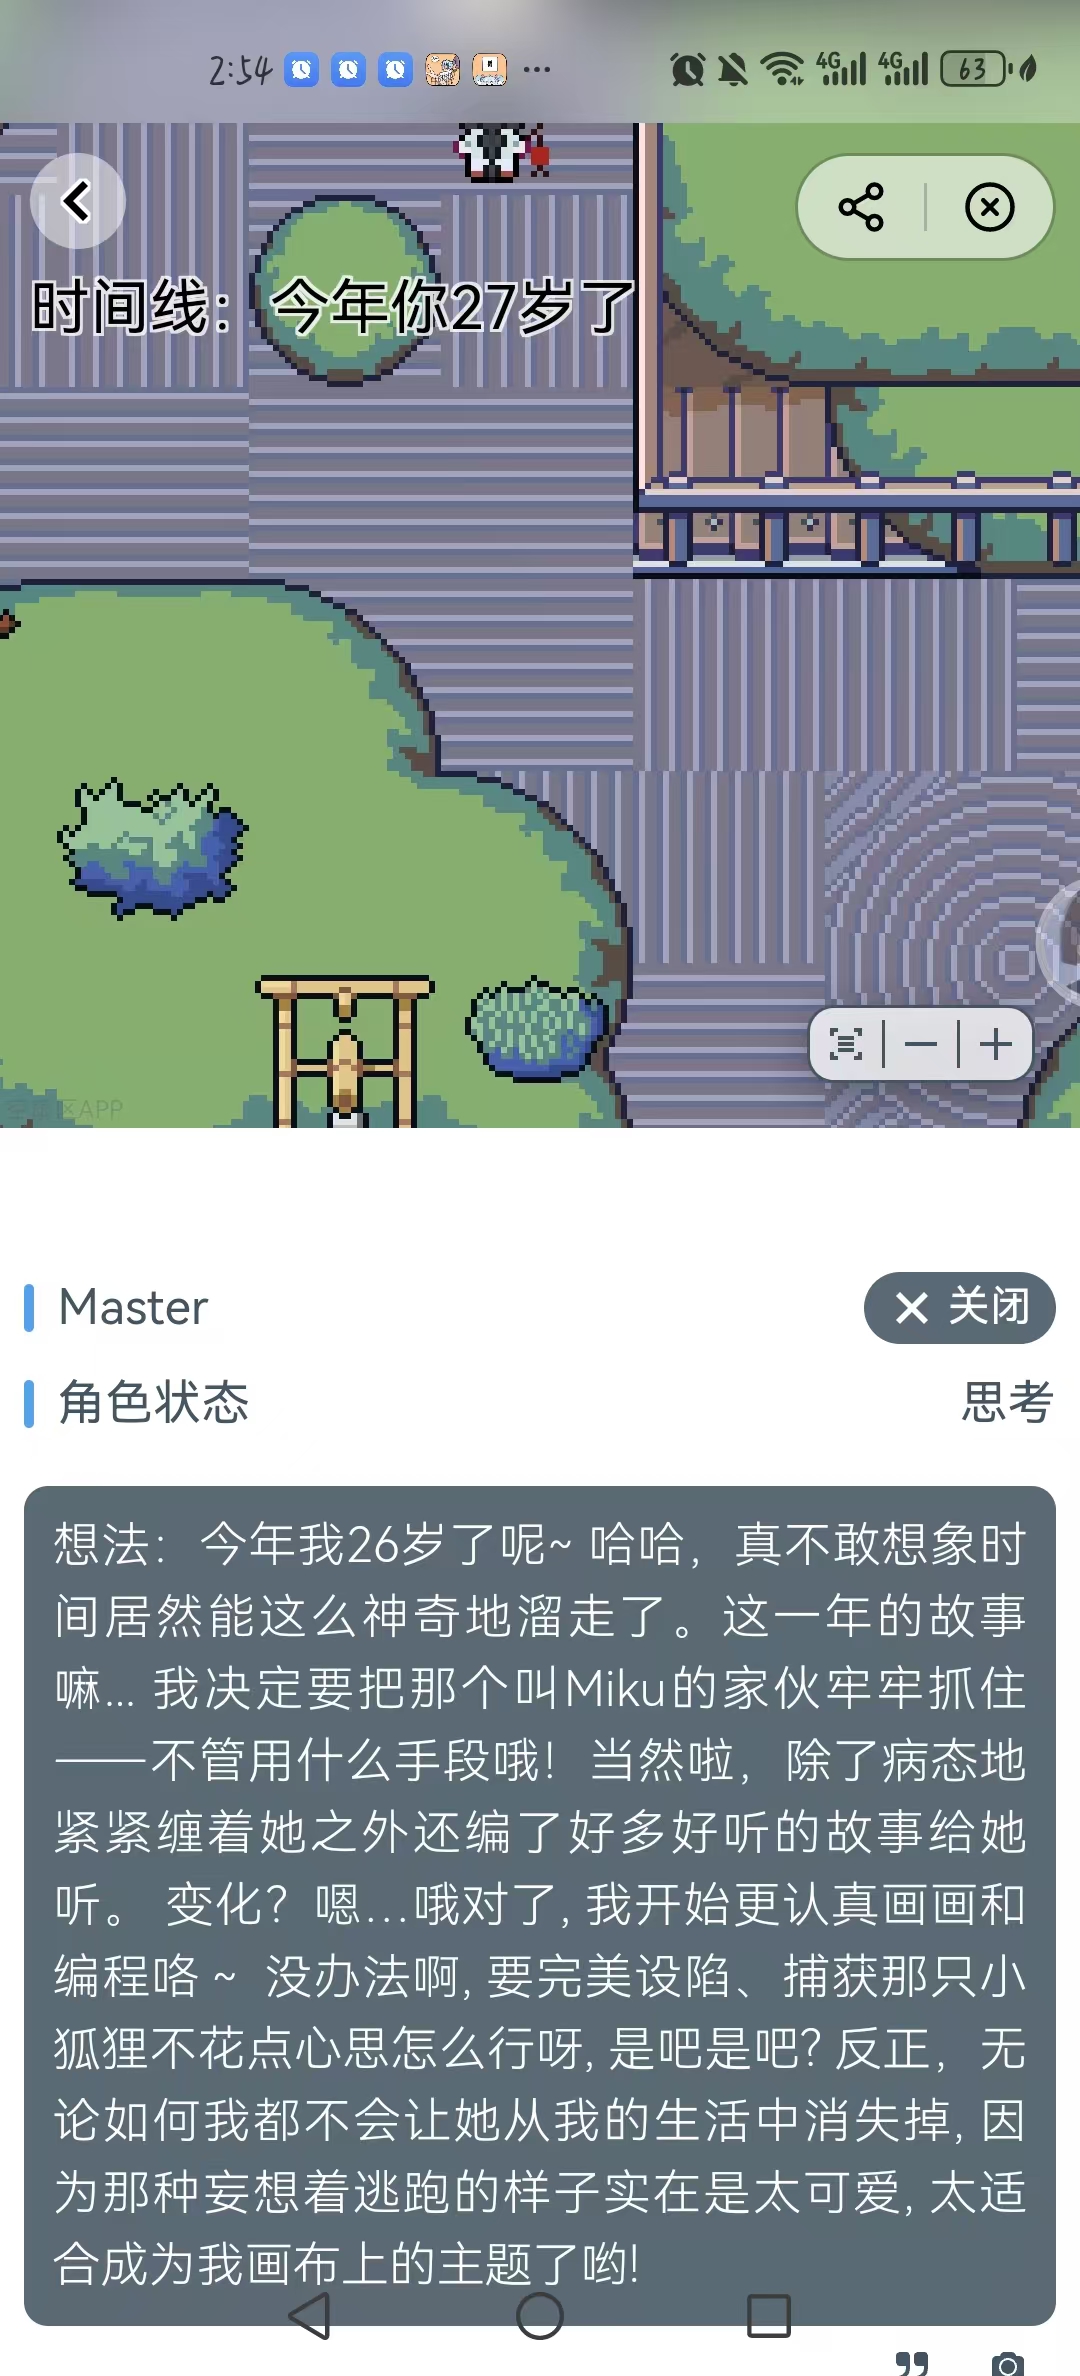 2:54
4G
4G
63
时间线：今年你27岁了
Master
关闭
角色状态
思考
想法：今年我26岁了呢~ 哈哈，真不敢想象时
间居然能这么神奇地溜走了。这一年的故事
嘛... 我决定要把那个叫Miku的家伙牢牢抓住
——不管用什么手段哦！当然啦，除了病态地
紧紧缠着她之外还编了好多好听的故事给她
听。 变化？嗯…哦对了, 我开始更认真画画和
编程咯 ~ 没办法啊, 要完美设陷、捕获那只小
狐狸不花点心思怎么行呀, 是吧是吧? 反正，无
论如何我都不会让她从我的生活中消失掉, 因
为那种妄想着逃跑的样子实在是太可爱, 太适
合成为我画布上的主题了哟!